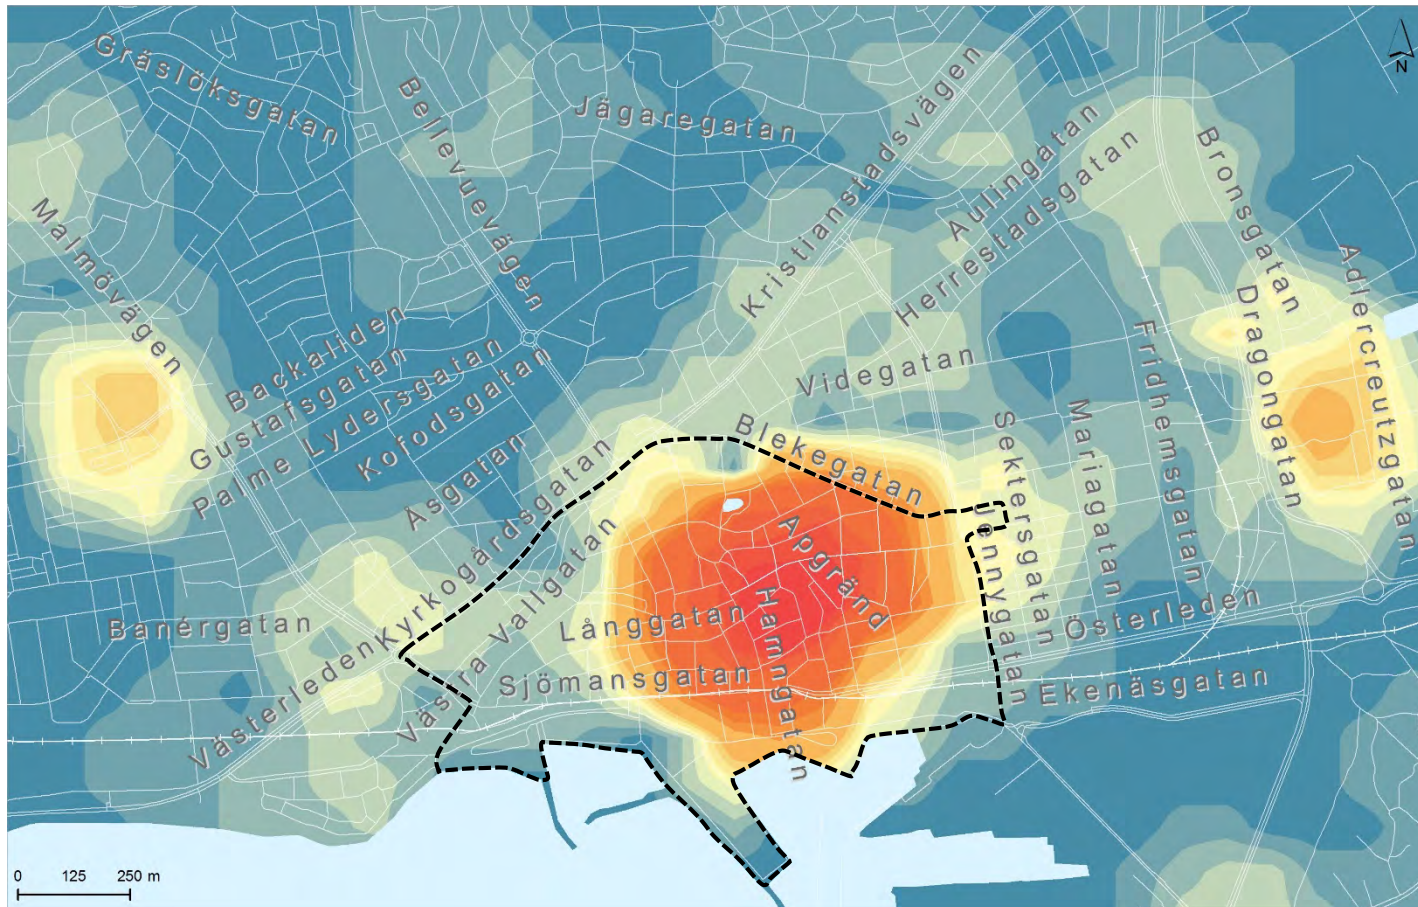 N
Gräslöksgatan
Bellevuevägen
Jägaregatan
Kristianstadsvägen
Aulingatan
Herrestadsgatan
Bronsgatan
Malmövägen
Adlercreutzgatan
Dragongatan
Fridhemsgatan
Backaliden
Gustafsgatan
Palme Lydersgatan
Kofodsgatan
Åsgatan
Videgatan
Blekegatan
Sektersgatan
Mariagatan
Kyrkogårdsgatan
Västra Vallgatan
Apgränd
Jennygatan
Hamngatan
Långgatan
Banérgatan
Österleden
Västerleden
Sjömansgatan
Ekenäsgatan
0 125 250 m